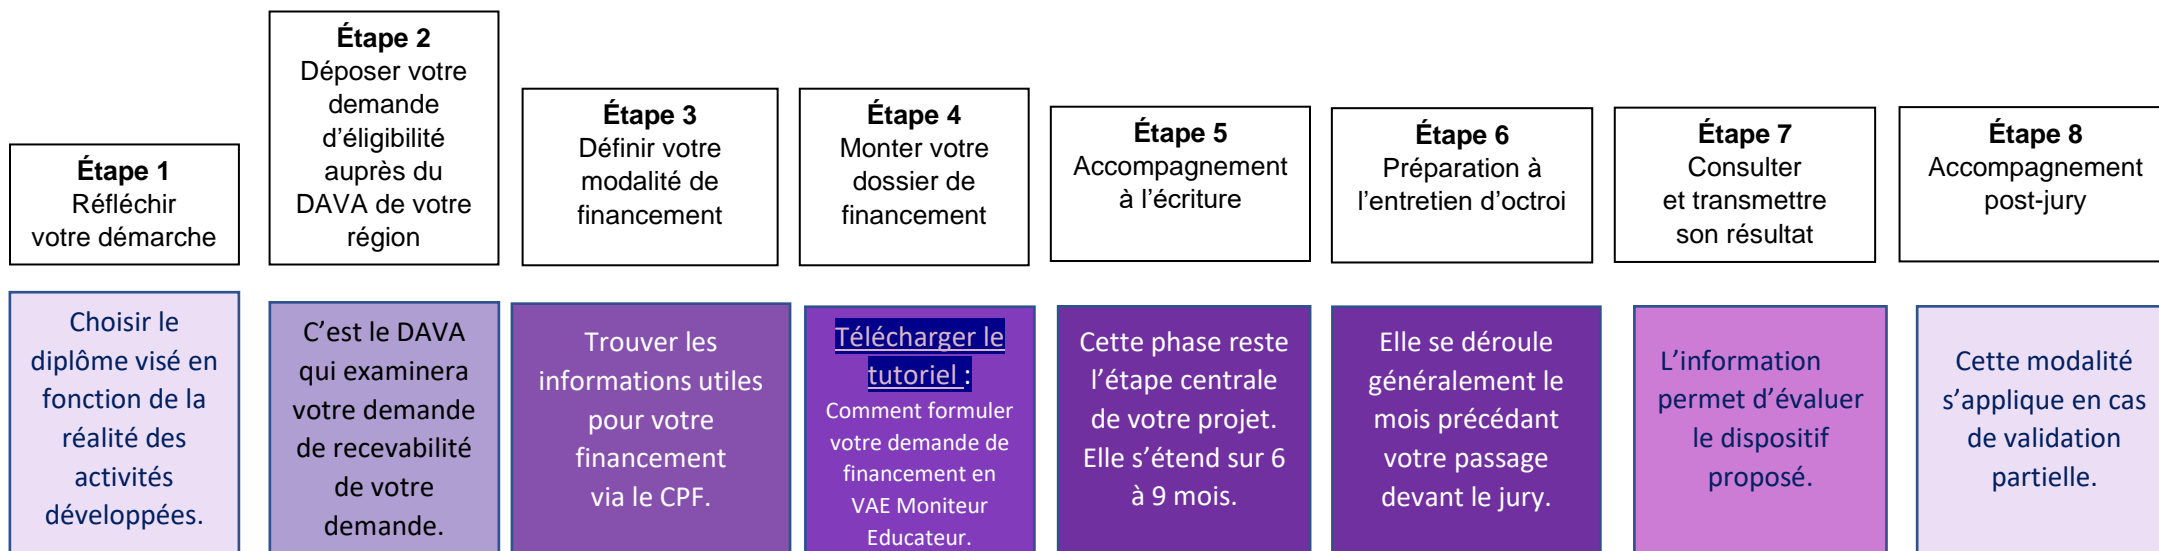 Étape 1
Réfléchir
votre démarche
Étape 2
Déposer votre
demande
d’éligibilité
auprès du
DAVA de votre
région
Étape 3
Définir votre
modalité de
financement
Étape 4
Monter votre
dossier de
financement
Étape 5
Accompagnement
à l’écriture
Étape 6
Préparation à
l’entretien d’octroi
Étape 7
Consulter
et transmettre
son résultat
Étape 8
Accompagnement
post-jury
Choisir le
diplôme visé en
fonction de la
réalité des
activités
développées.
C’est le DAVA
qui examinera
votre demande
de recevabilité
de votre
demande.
Trouver les
informations utiles
pour votre
financement
via le CPF.
Télécharger le
tutoriel :
Comment formuler
votre demande de
financement en
VAE Moniteur
Educateur.
Cette phase reste
l’étape centrale
de votre projet.
Elle s’étend sur 6
à 9 mois.
Elle se déroule
généralement le
mois précédant
votre passage
devant le jury.
L’information
permet d’évaluer
le dispositif
proposé.
Cette modalité
s’applique en cas
de validation
partielle.